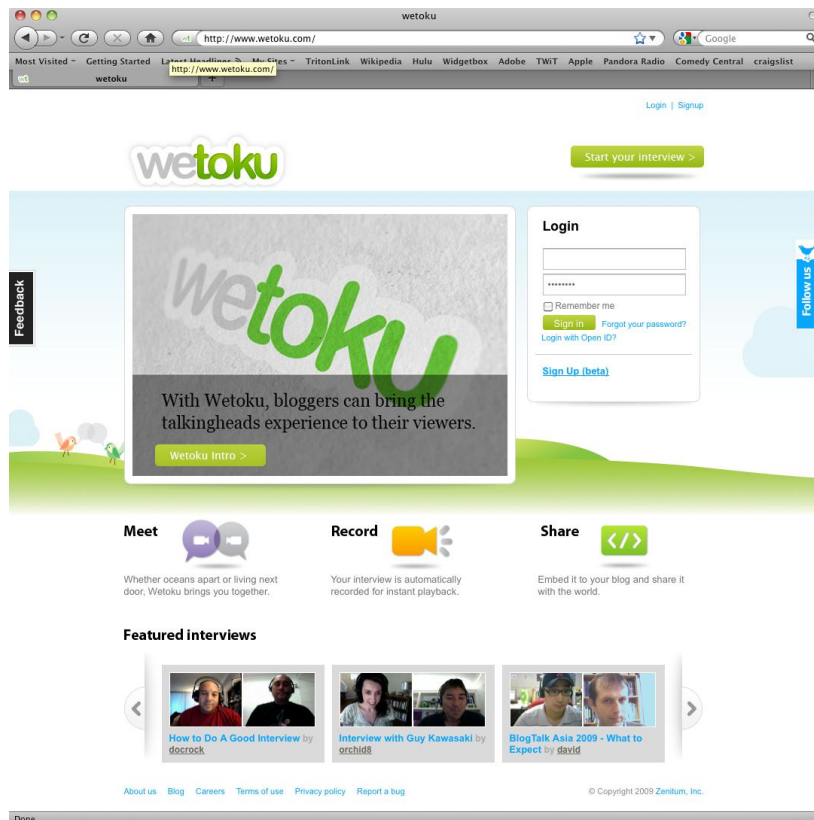 wetoku
http://www.wetoku.com/
Google
Most Visited Getting Started Latest Headlines My Sites TritonLink Wikipedia Hulu Widgetbox Adobe TWiT Apple Pandora Radio Comedy Central craigslist
http://www.wetoku.com/
wetoku
Login | Signup
wetoku
Start your interview >
Feedback
wetoku
With Wetoku, bloggers can bring the
talkingheads experience to their viewers.
Wetoku Intro >
Login
••••••••
Remember me
Sign in Forgot your password?
Login with Open ID?
Sign Up (beta)
Follow us
Meet
Whether oceans apart or living next
door, Wetoku brings you together.
Record
Your interview is automatically
recorded for instant playback.
Share
</>
Embed it to your blog and share it
with the world.
Featured interviews
How to Do A Good Interview by
docrock
Interview with Guy Kawasaki by
orchid8
BlogTalk Asia 2009 - What to
Expect by david
About us Blog Careers Terms of use Privacy policy Report a bug
© Copyright 2009 Zenitum, Inc.
Done